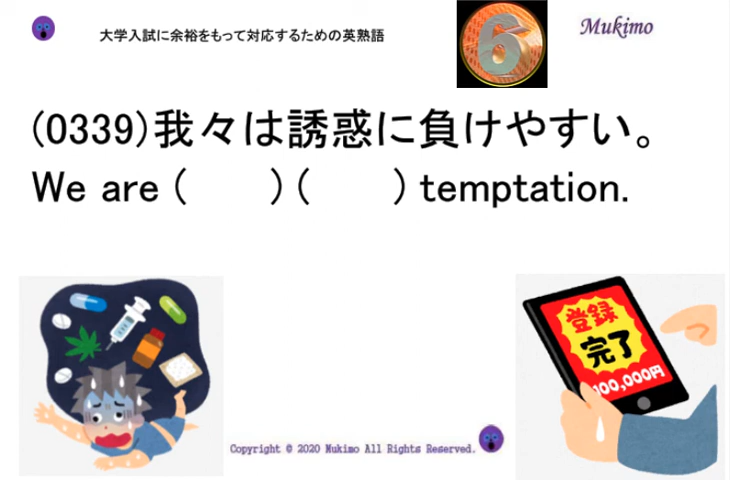 大学入試に余裕をもって対応するための英熟語
6
Mukimo
(0339)我々は誘惑に負けやすい。
We are (      ) (      ) temptation.
登録
完了
100,000円
Copyright © 2020 Mukimo All Rights Reserved.